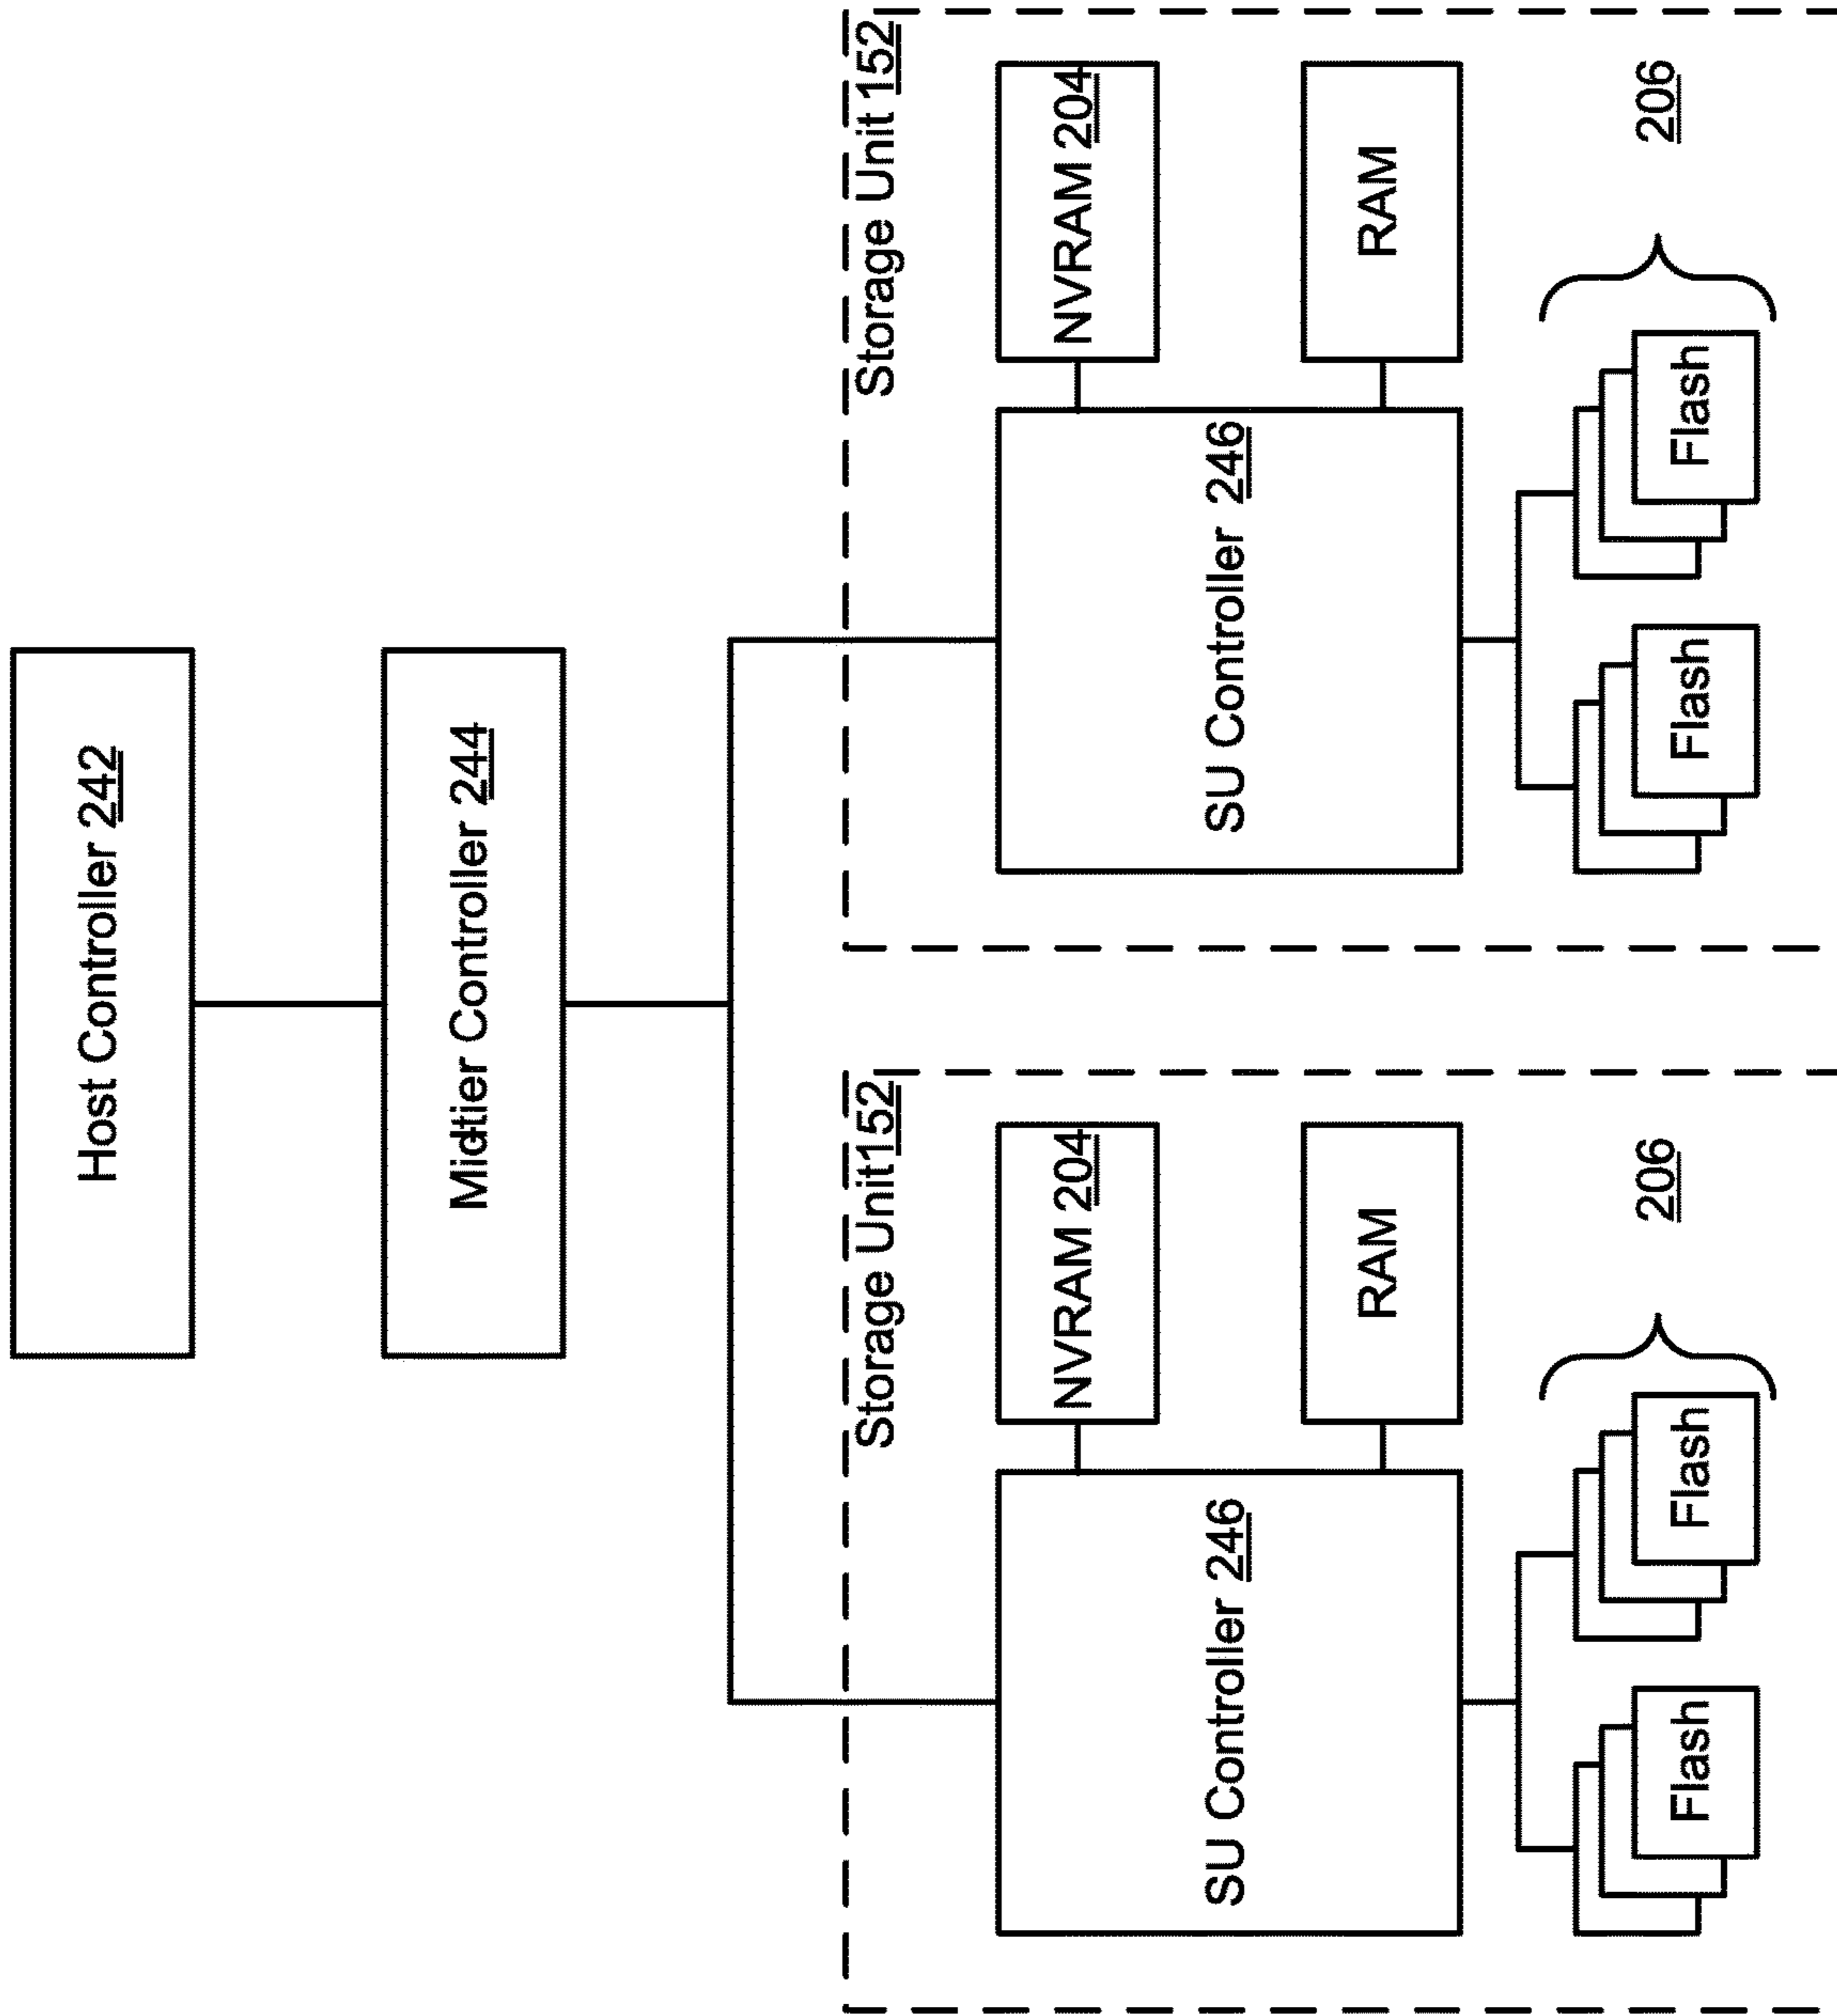 Host Controller 242
Midtier Controller 244
Storage Unit152
Storage Unit 152
SU Controller 246
NVRAM 204
RAM
SU Controller 246
NVRAM 204
RAM
Flash
Flash
206
Flash
Flash
206